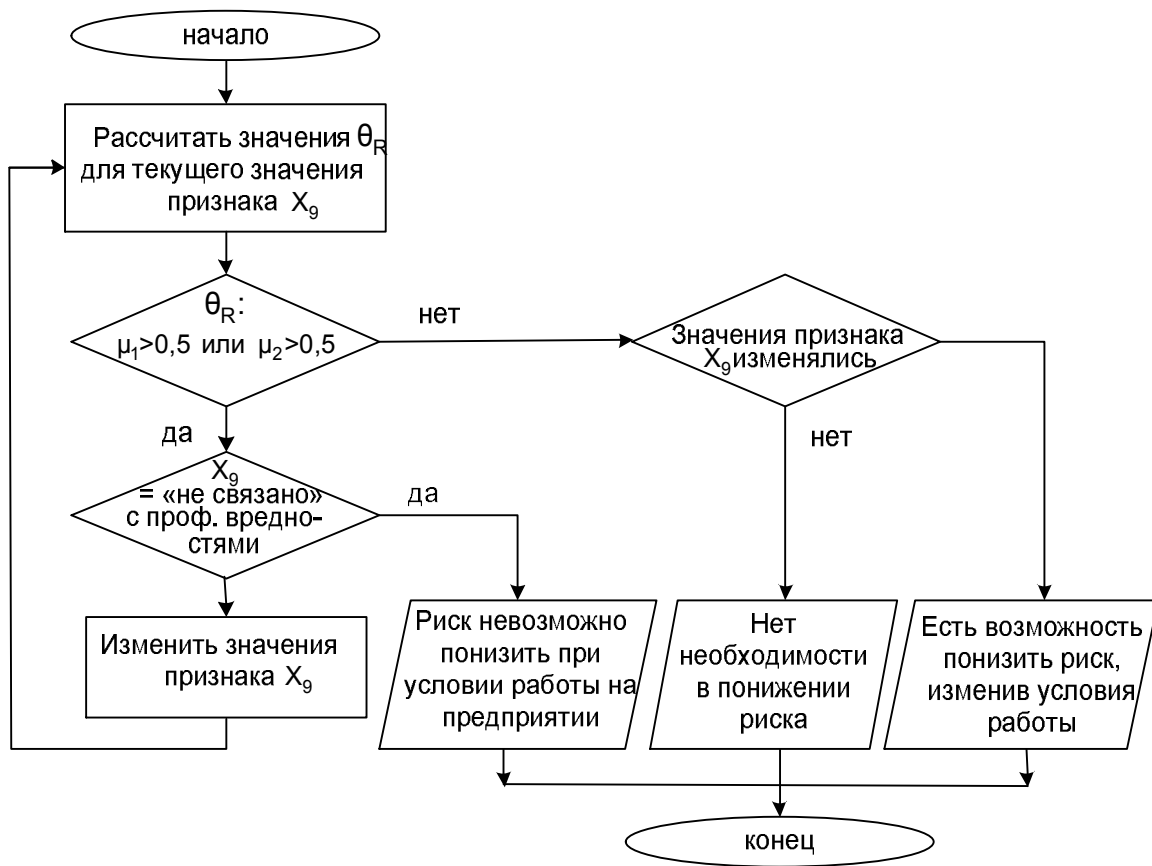 начало
Рассчитать значения θR
для текущего значения
признака X9
θR:
μ1>0,5 или μ2>0,5
нет
Значения признака
X9 изменялись
да
нет
X9
= «не связано»
с проф. вредно-
стями
да
Изменить значения
признака X9
Риск невозможно
понизить при
условии работы на
предприятии
Нет
необходимости
в понижении
риска
Есть возможность
понизить риск,
изменив условия
работы
конец